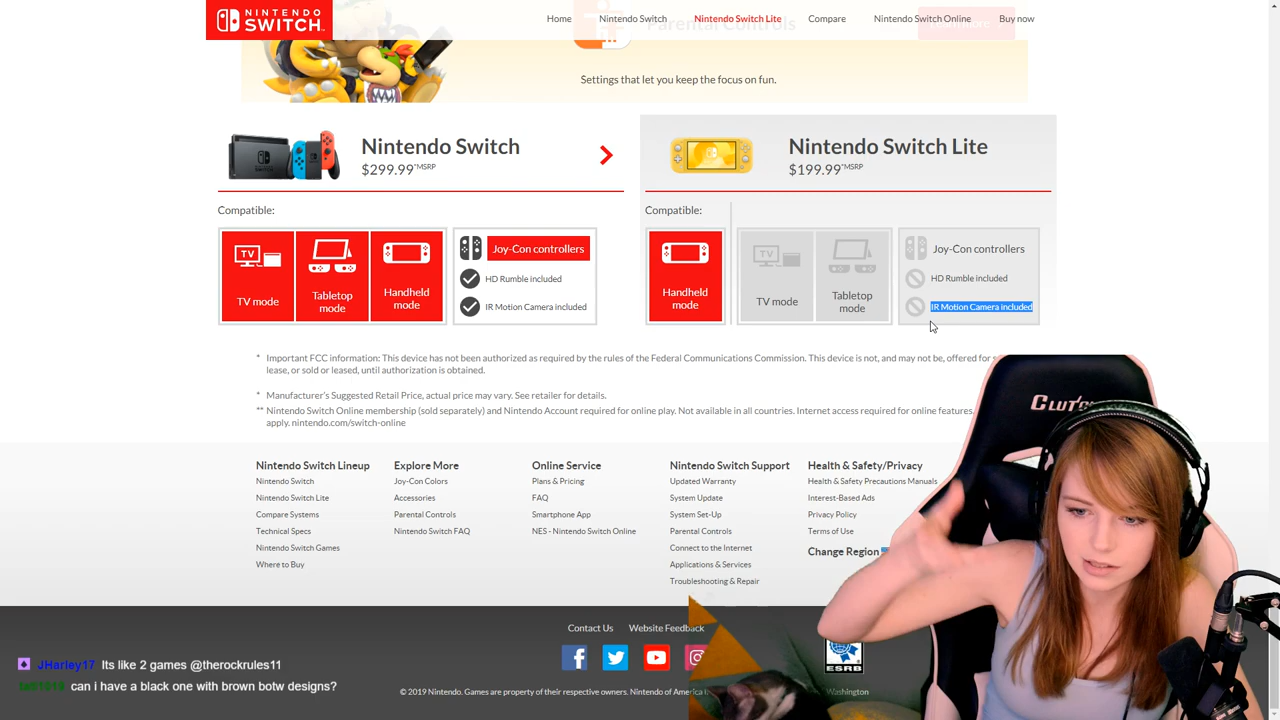 NINTENDO
SWITCH
Home
Nintendo Switch
Nintendo Switch Lite
Compare
Nintendo Switch Online
Buy now
Parental Controls
Settings that let you keep the focus on fun.
Nintendo Switch
$299.99*MSRP
Compatible:
TV mode
Tabletop
mode
Handheld
mode
Joy-Con controllers
HD Rumble included
IR Motion Camera included
Nintendo Switch Lite
$199.99*MSRP
Compatible:
Handheld
mode
TV mode
Tabletop
mode
Joy-Con controllers
HD Rumble included
IR Motion Camera included
* Important FCC information: This device has not been authorized as required by the rules of the Federal Communications Commission. This device is not, and may not be, offered for
lease, or sold or leased, until authorization is obtained.
* Manufacturer's Suggested Retail Price, actual price may vary. See retailer for details.
** Nintendo Switch Online membership (sold separately) and Nintendo Account required for online play. Not available in all countries. Internet access required for online features.
apply. nintendo.com/switch-online
Nintendo Switch Lineup
Nintendo Switch
Nintendo Switch Lite
Compare Systems
Technical Specs
Nintendo Switch Games
Where to Buy
Explore More
Joy-Con Colors
Accessories
Parental Controls
Nintendo Switch FAQ
Online Service
Plans & Pricing
FAQ
Smartphone App
NES - Nintendo Switch Online
Nintendo Switch Support
Updated Warranty
System Update
System Set-Up
Parental Controls
Connect to the Internet
Applications & Services
Troubleshooting & Repair
Health & Safety/Privacy
Health & Safety Precautions Manuals
Interest-Based Ads
Privacy Policy
Terms of Use
Change Region
CLUTCH
Contact Us
Website Feedback
ESRB
JHarley17 Its like 2 games @therockrules11
can i have a black one with brown botw designs?
© 2019 Nintendo. Games are property of their respective owners. Nintendo of America
Washington